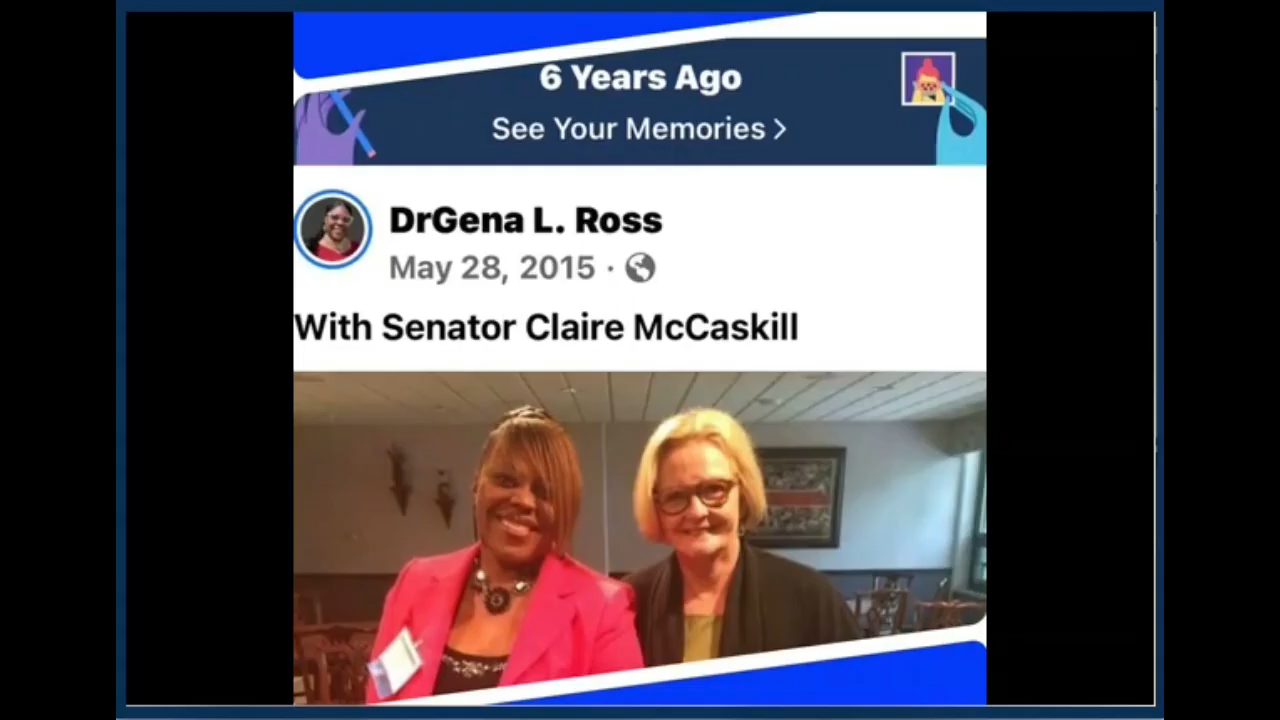 6 Years Ago
See Your Memories >
DrGena L. Ross
May 28, 2015 ·
With Senator Claire McCaskill